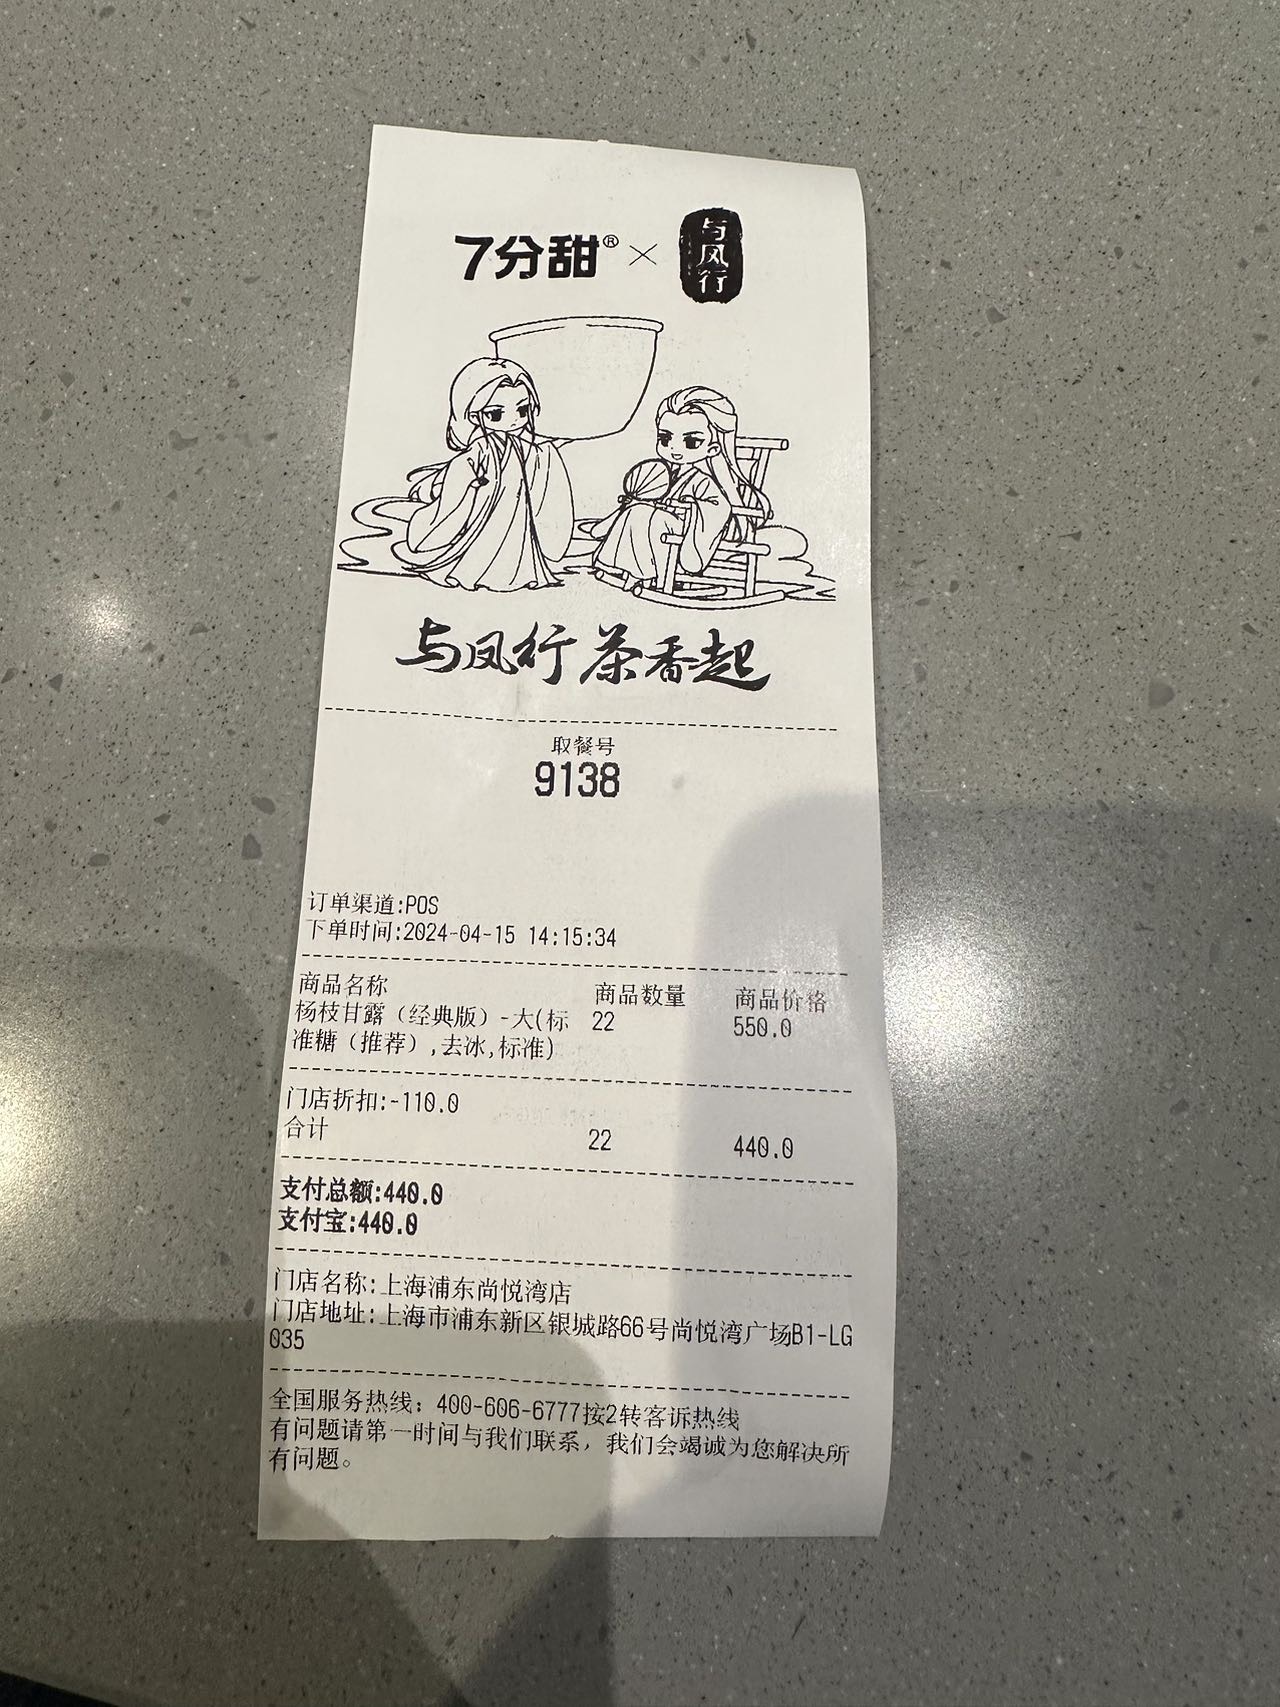 7分甜® × 与凤行
与凤行 茶香起
取餐号
9138
订单渠道:POS
下单时间:2024-04-15 14:15:34
商品名称 商品数量 商品价格
杨枝甘露（经典版）-大(标 22 550.0
准糖（推荐）,去冰,标准)
门店折扣:-110.0
合计 22 440.0
支付总额:440.0
支付宝:440.0
门店名称:上海浦东尚悦湾店
门店地址:上海市浦东新区银城路66号尚悦湾广场B1-LG
035
全国服务热线：400-606-6777按2转客诉热线
有问题请第一时间与我们联系，我们会竭诚为您解决所
有问题。